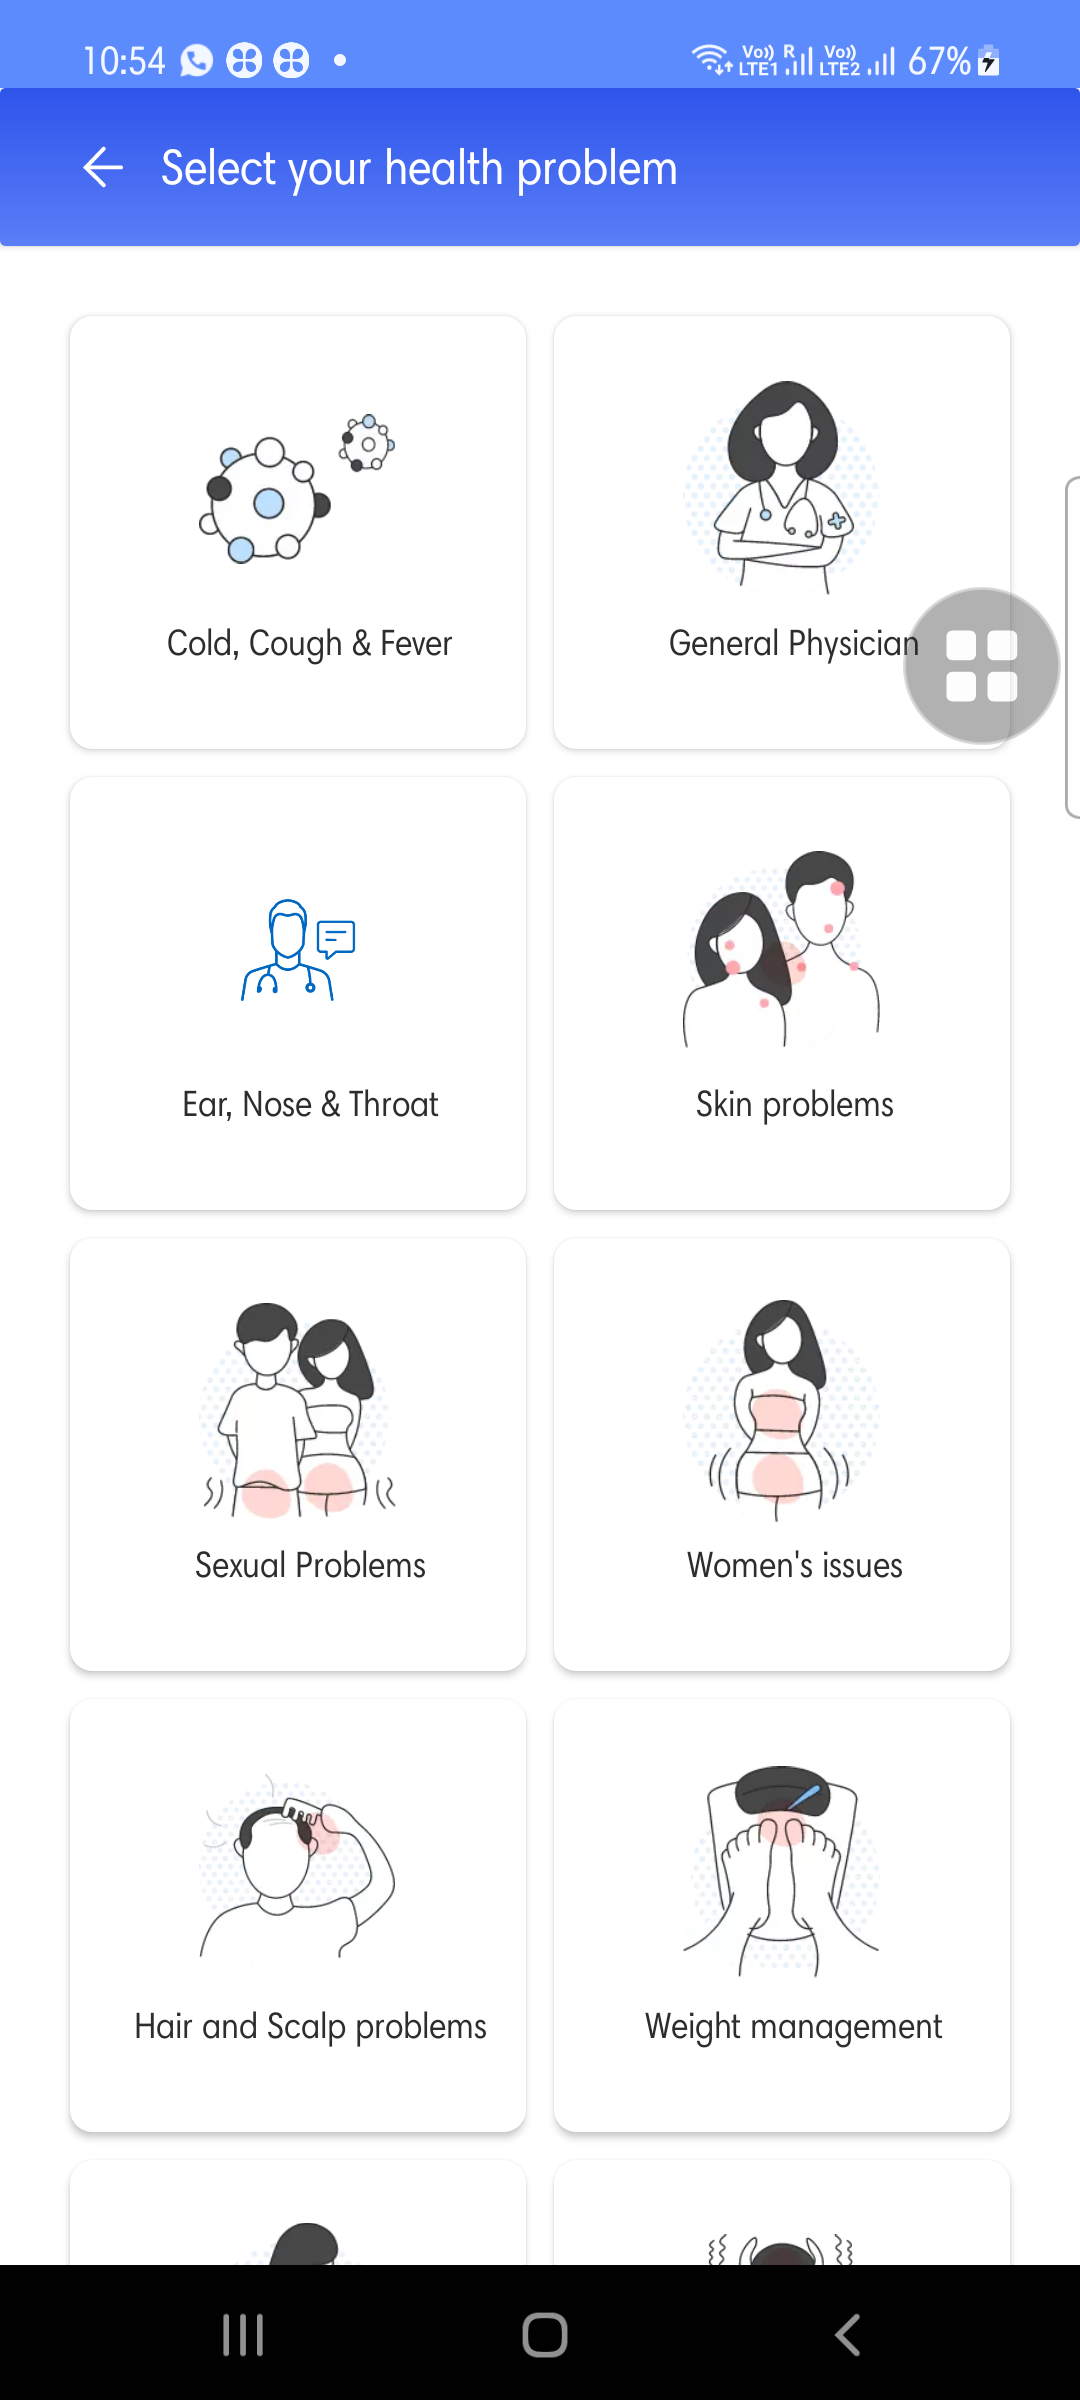 10:54 Vo)) R Vo)) 67%
LTE1 LTE2
Select your health problem
Cold, Cough & Fever
General Physician
Ear, Nose & Throat
Skin problems
Sexual Problems
Women's issues
Hair and Scalp problems
Weight management